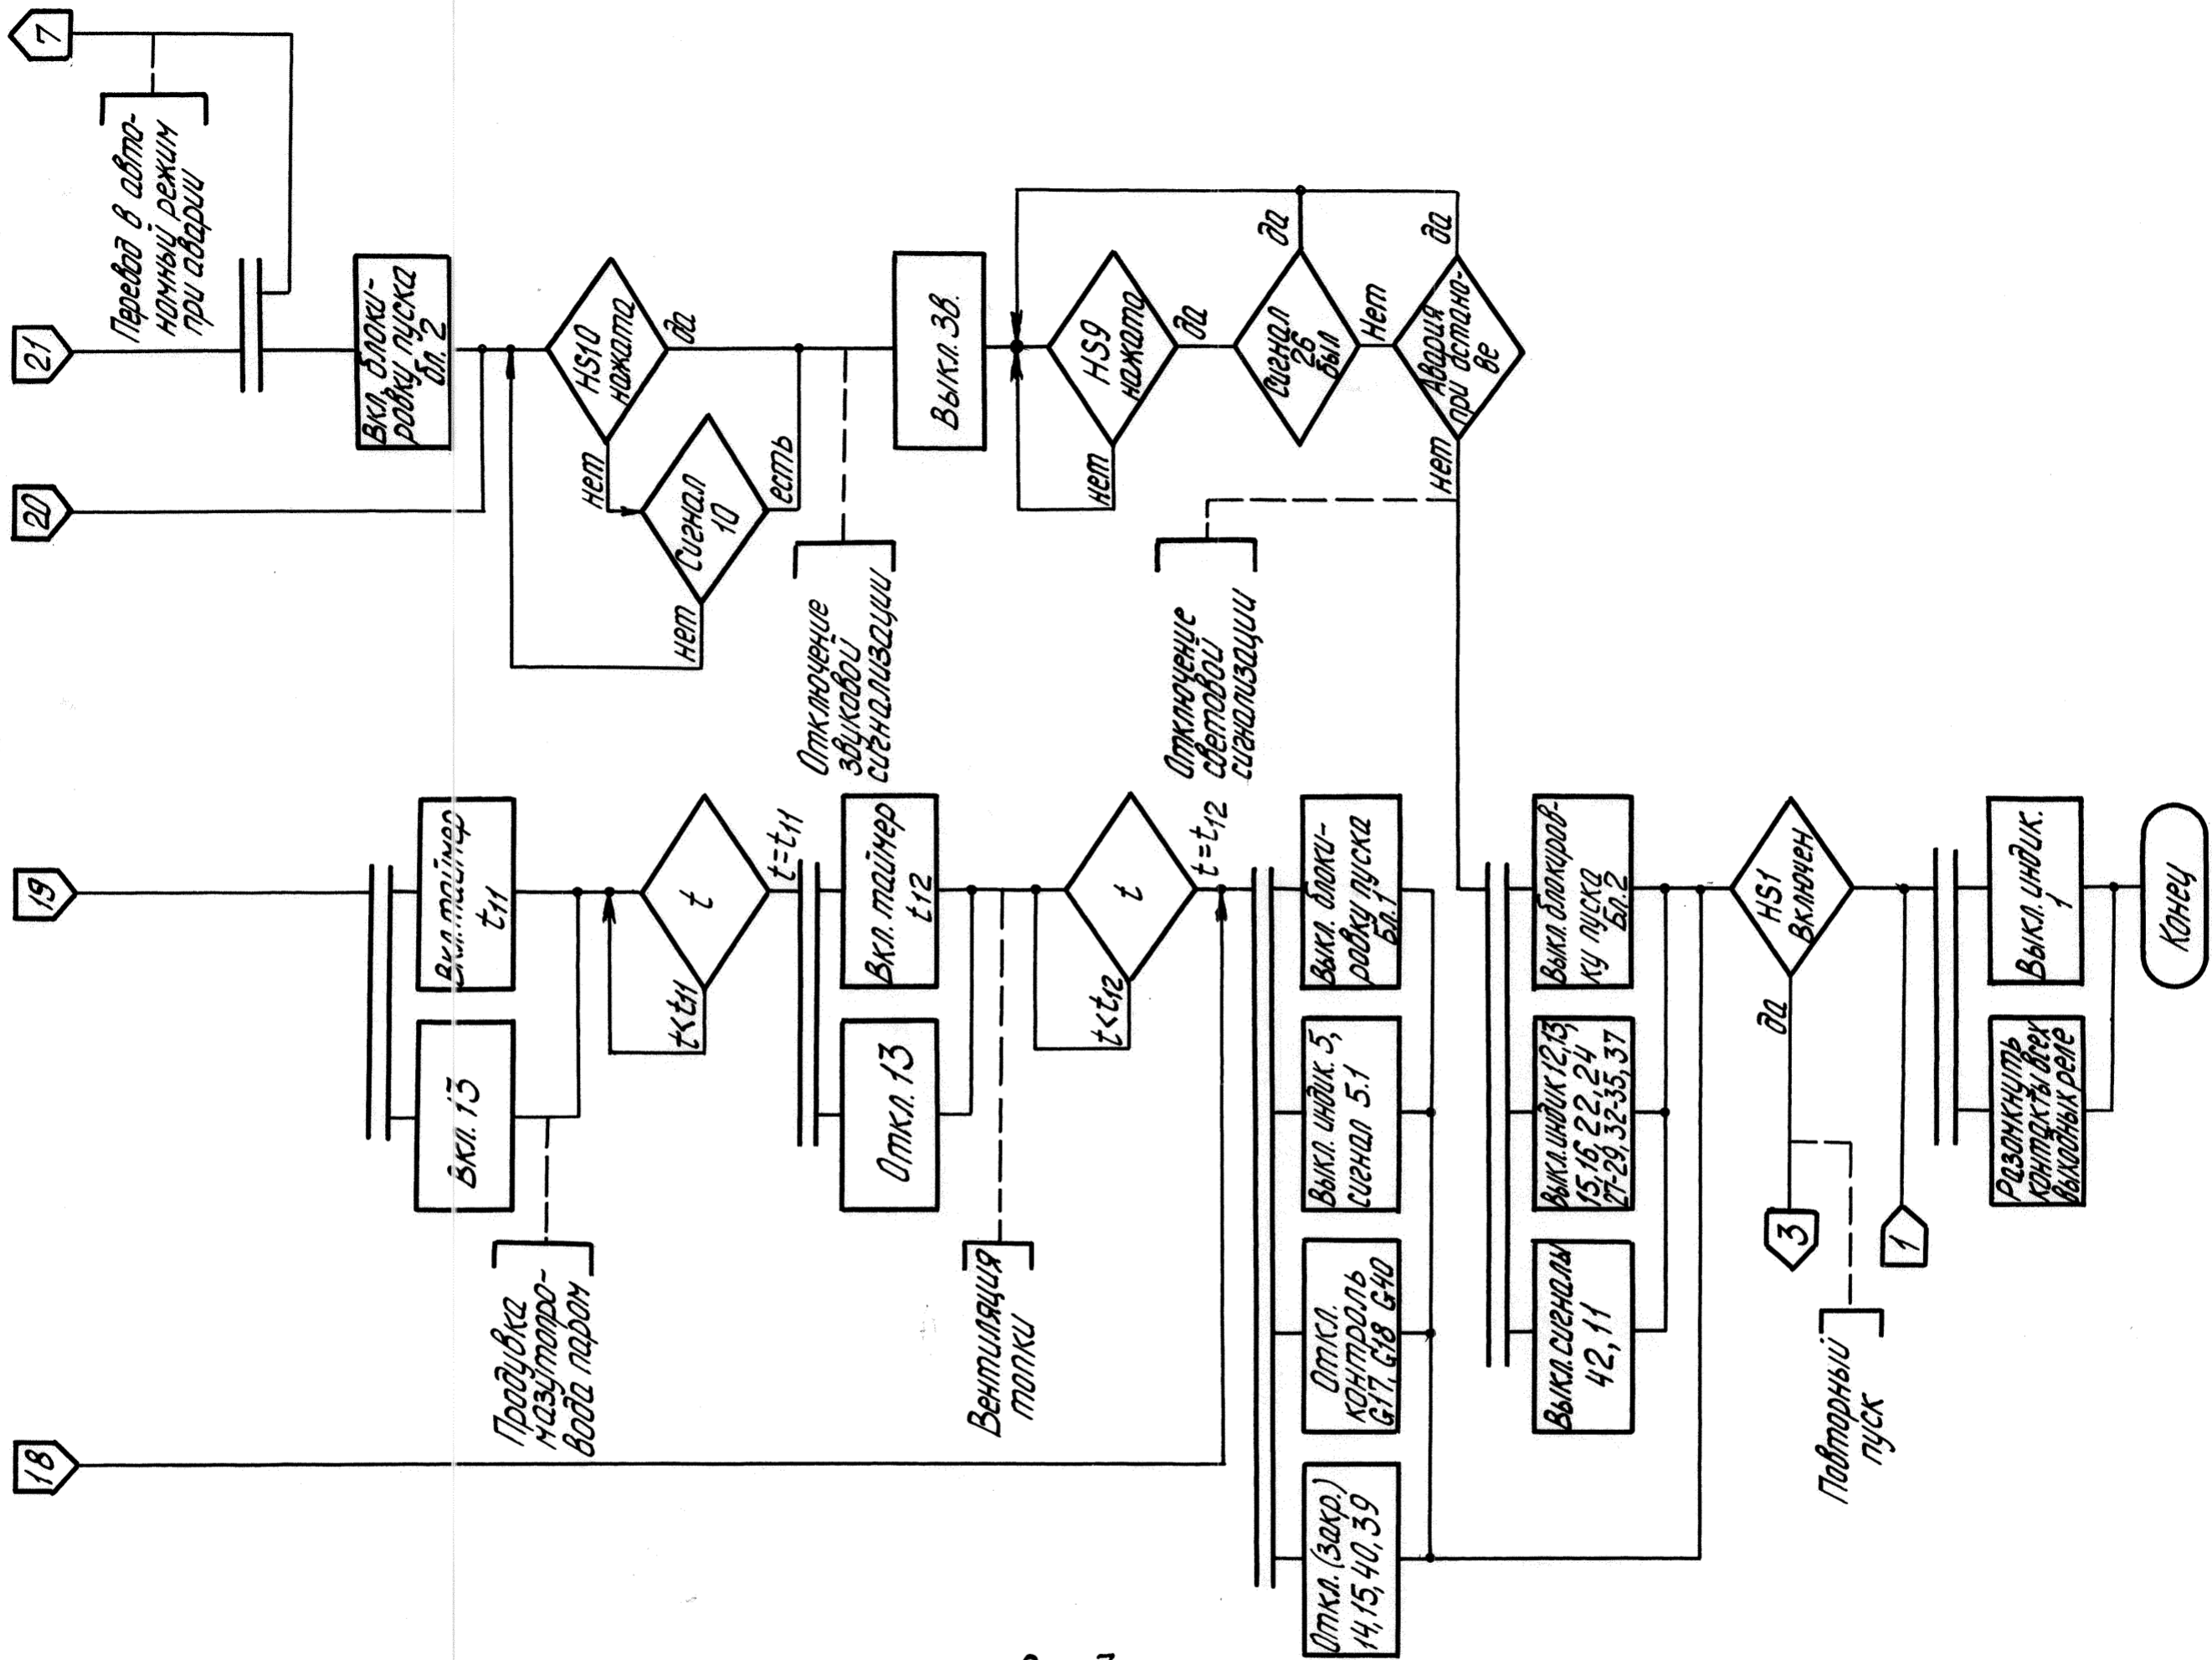 18
19
20
21
7
Перевод в авто-
номный режим
при аварии
Вкл. блоки-
ровку пуска
бл. 2
HS10
нажата
да
нет
Сигнал
10
есть
нет
Отключение
звуковой
сигнализации
Выкл. Зв.
HS9
нажата
нет
да
Сигнал
26
был
да
Нет
Авария
при остано-
ве
да
нет
Отключение
световой
сигнализации
Вкл. 13
Вкл. таймер
t11
Продувка
мазутопро-
вода паром
t
t<t11
t=t11
Откл. 13
Вкл. таймер
t12
Вентиляция
топки
t
t<t12
t=t12
Откл. (закр.)
14,15,40,39
Откл.
контроль
G17, G18 G40
Выкл. индик. 5,
сигнал 5.1
Выкл. блоки-
ровку пуска
Бл.1
Выкл. сигналы
42,11
Выкл. индик 12,13,
15,16,22,24,
27-29,32-35,37
Выкл. блокиров-
ку пуска
Бл.2
HS1
включен
да
3
Повторный
пуск
1
Разомкнуть
контакты всех
выходных реле
Выкл. индик.
1
Конец